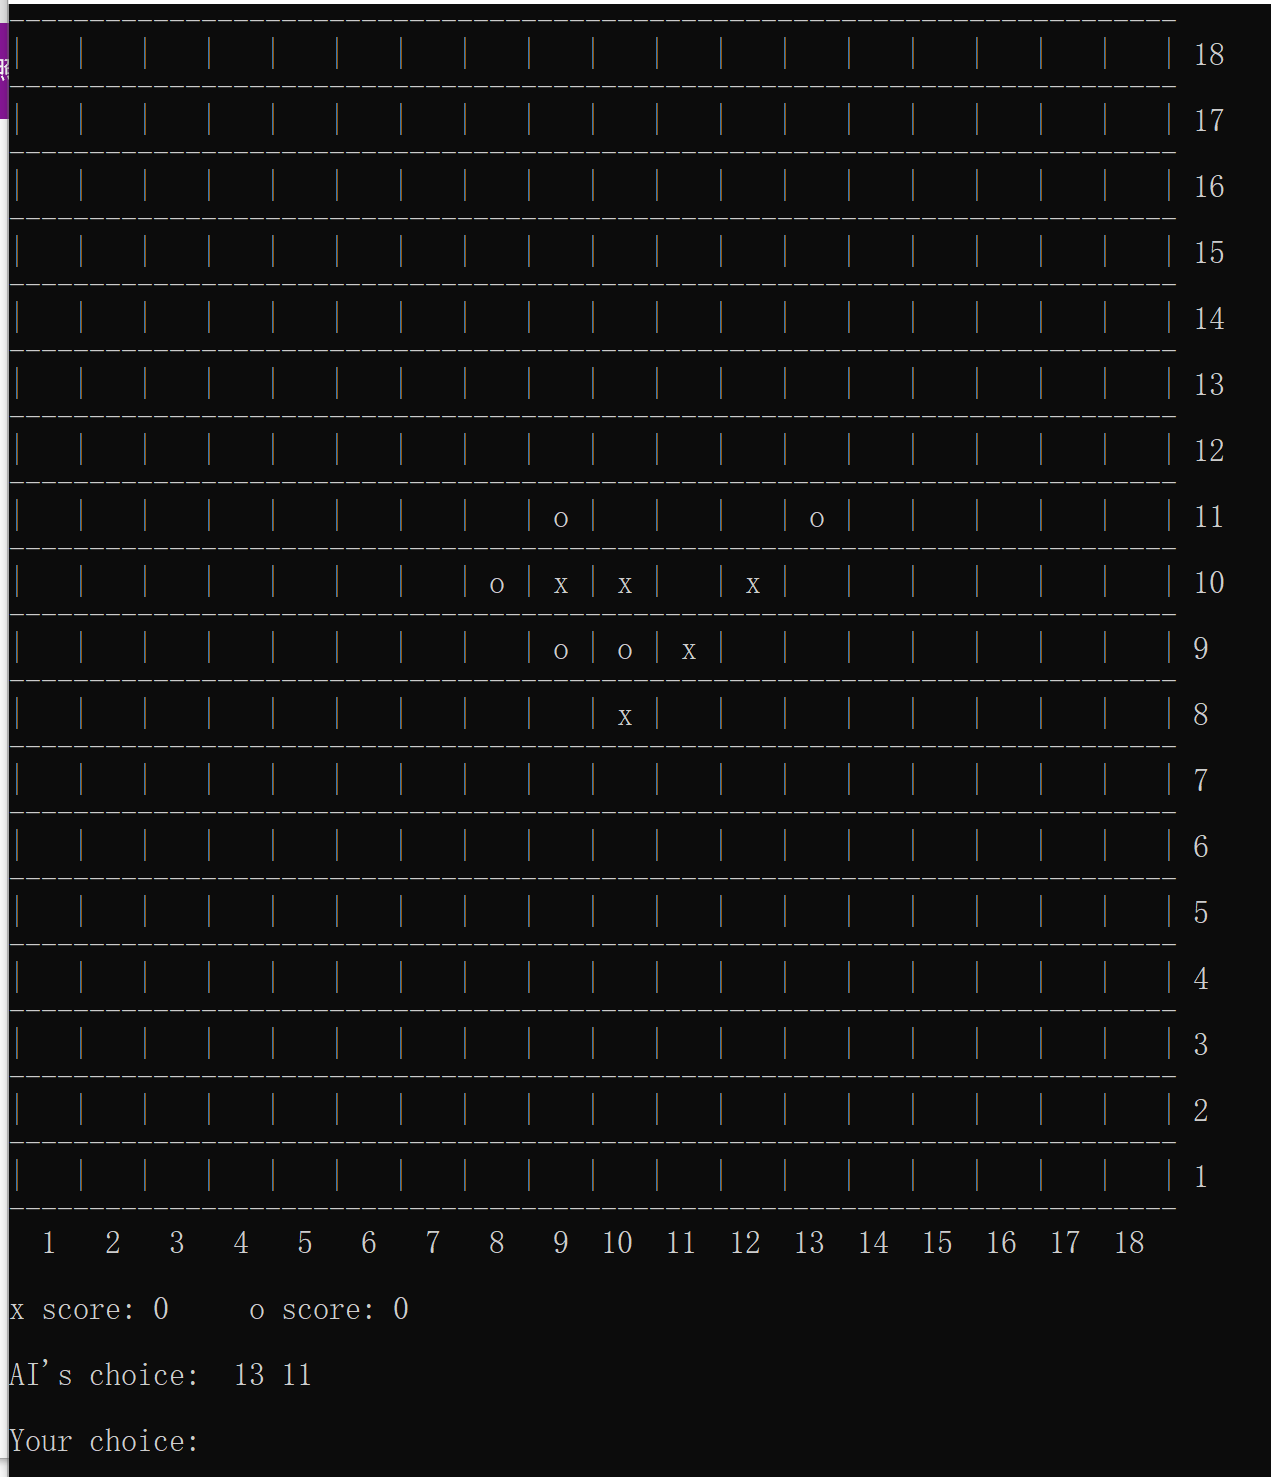 照
18
17
16
15
14
13
12
o o 11
o x x x 10
o o x 9
x 8
7
6
5
4
3
2
1
1 2 3 4 5 6 7 8 9 10 11 12 13 14 15 16 17 18
x score: 0 o score: 0
AI's choice: 13 11
Your choice: